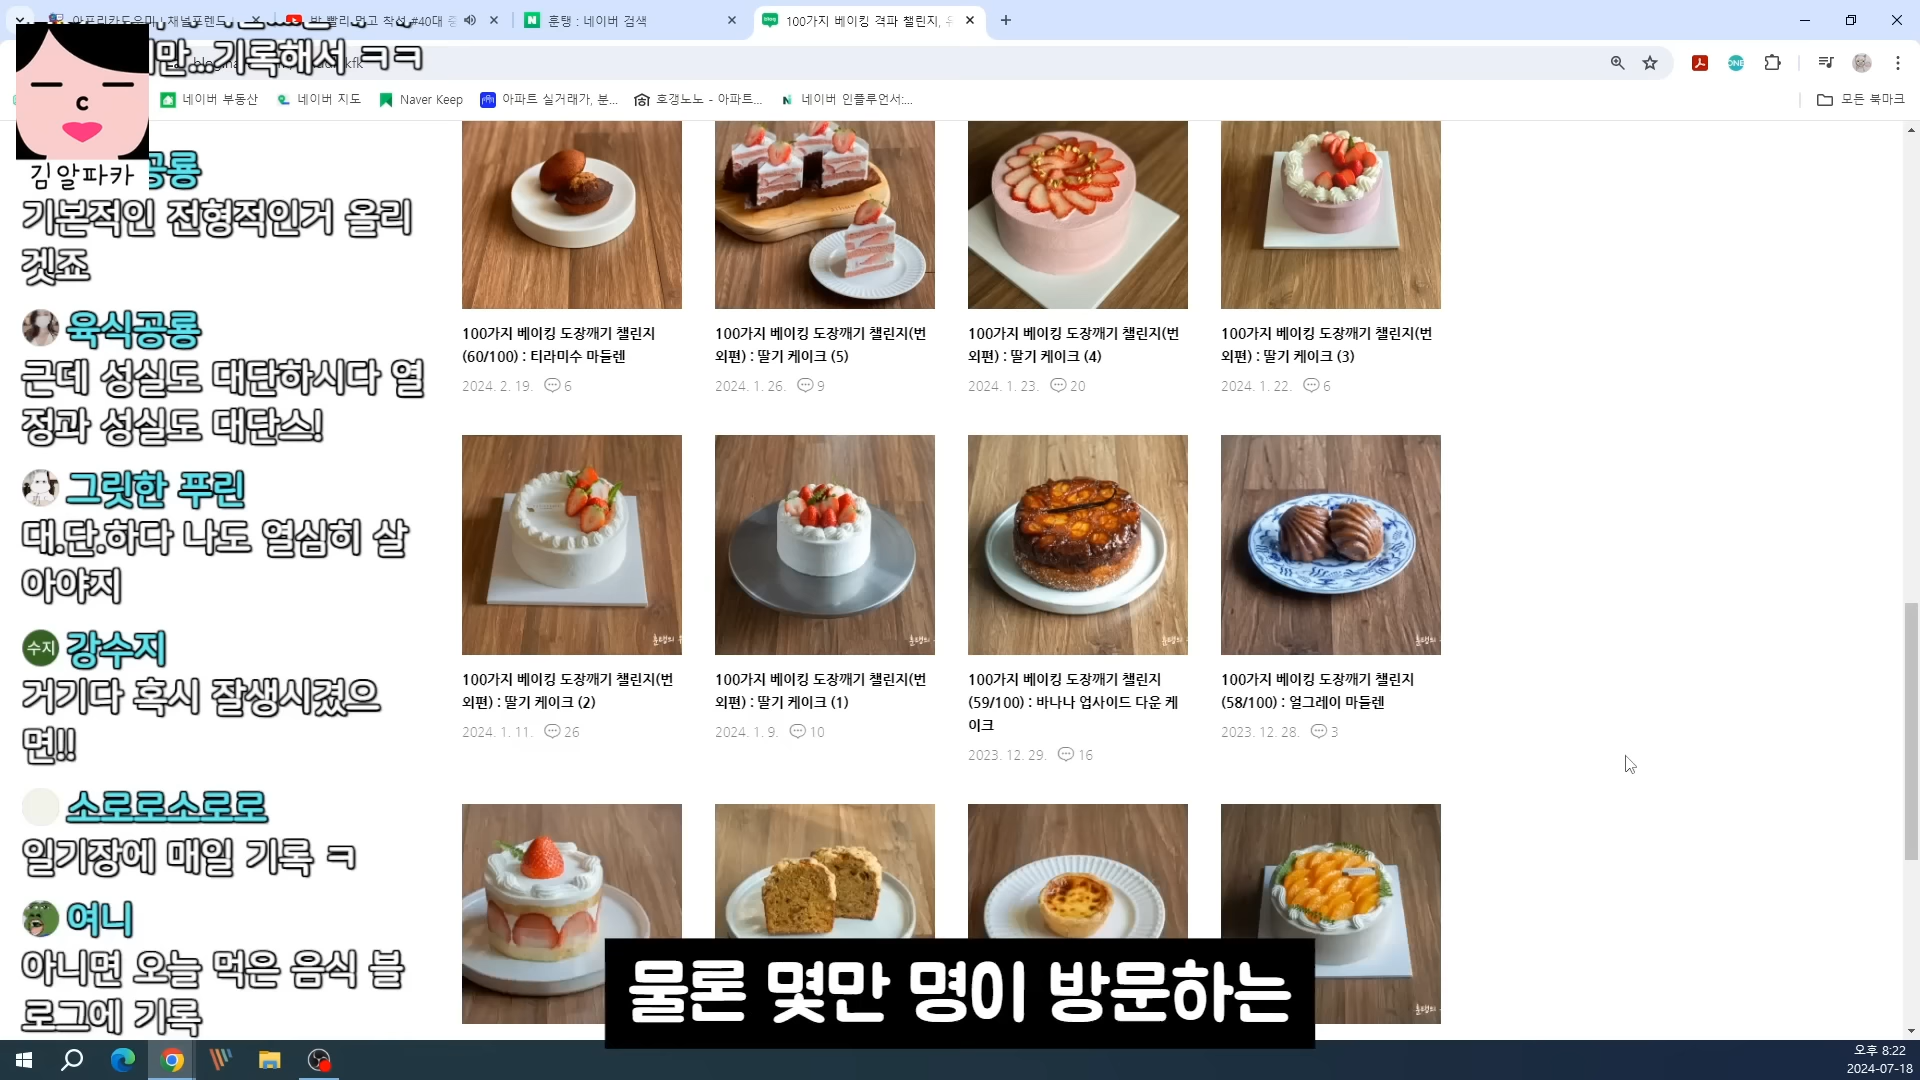 훈탱 : 네이버 검색
100가지 베이킹 격파 챌린지, 우
만...기록해서 ㅋㅋ
네이버 부동산
네이버 지도
Naver Keep
아파트 실거래가, 분...
호갱노노 - 아파트...
네이버 인플루언서:...
모든 북마크
김알파카
공룡
기본적인 전형적인거 올리
겟죠
육식공룡
근데 성실도 대단하시다 열
정과 성실도 대단스!
그릿한 푸린
대.단.하다 나도 열심히 살
아야지
수지
강수지
거기다 혹시 잘생시겼으
면!!
소로로소로로
일기장에 매일 기록 ㅋ
여니
아니면 오늘 먹은 음식 블
로그에 기록
100가지 베이킹 도장깨기 챌린지
(60/100) : 티라미수 마들렌
2024. 2. 19. 6
100가지 베이킹 도장깨기 챌린지(번
외편) : 딸기 케이크 (5)
2024. 1. 26. 9
100가지 베이킹 도장깨기 챌린지(번
외편) : 딸기 케이크 (4)
2024. 1. 23. 20
100가지 베이킹 도장깨기 챌린지(번
외편) : 딸기 케이크 (3)
2024. 1. 22. 6
100가지 베이킹 도장깨기 챌린지(번
외편) : 딸기 케이크 (2)
2024. 1. 11. 26
100가지 베이킹 도장깨기 챌린지(번
외편) : 딸기 케이크 (1)
2024. 1. 9. 10
100가지 베이킹 도장깨기 챌린지
(59/100) : 바나나 업사이드 다운 케
이크
2023. 12. 29. 16
100가지 베이킹 도장깨기 챌린지
(58/100) : 얼그레이 마들렌
2023. 12. 28. 3
물론 몇만 명이 방문하는
오후 8:22
2024-07-18